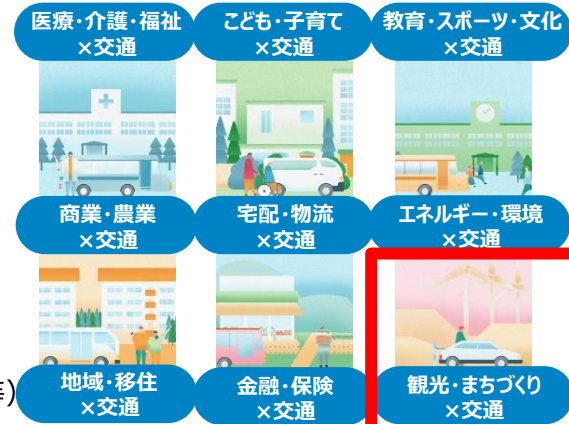 医療・介護・福祉
×交通
こども・子育て
×交通
教育・スポーツ・文化
×交通
商業・農業
×交通
宅配・物流
×交通
エネルギー・環境
×交通
地域・移住
×交通
金融・保険
×交通
観光・まちづくり
×交通
)